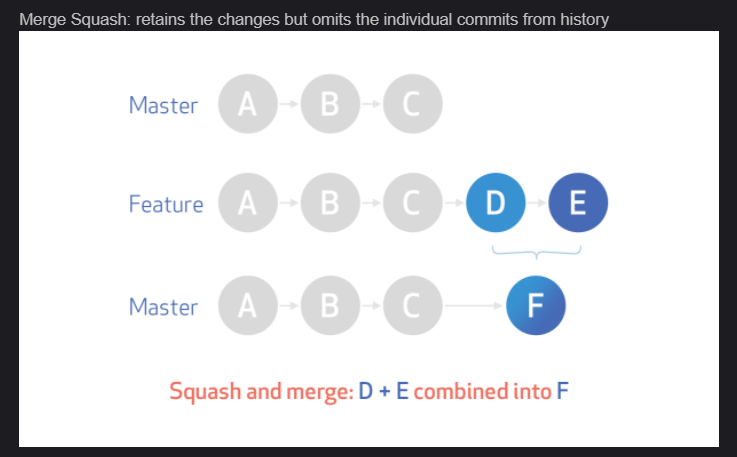 Merge Squash: retains the changes but omits the individual commits from history
Master A B C
Feature A B C D E
Master A B C F
Squash and merge: D + E combined into F